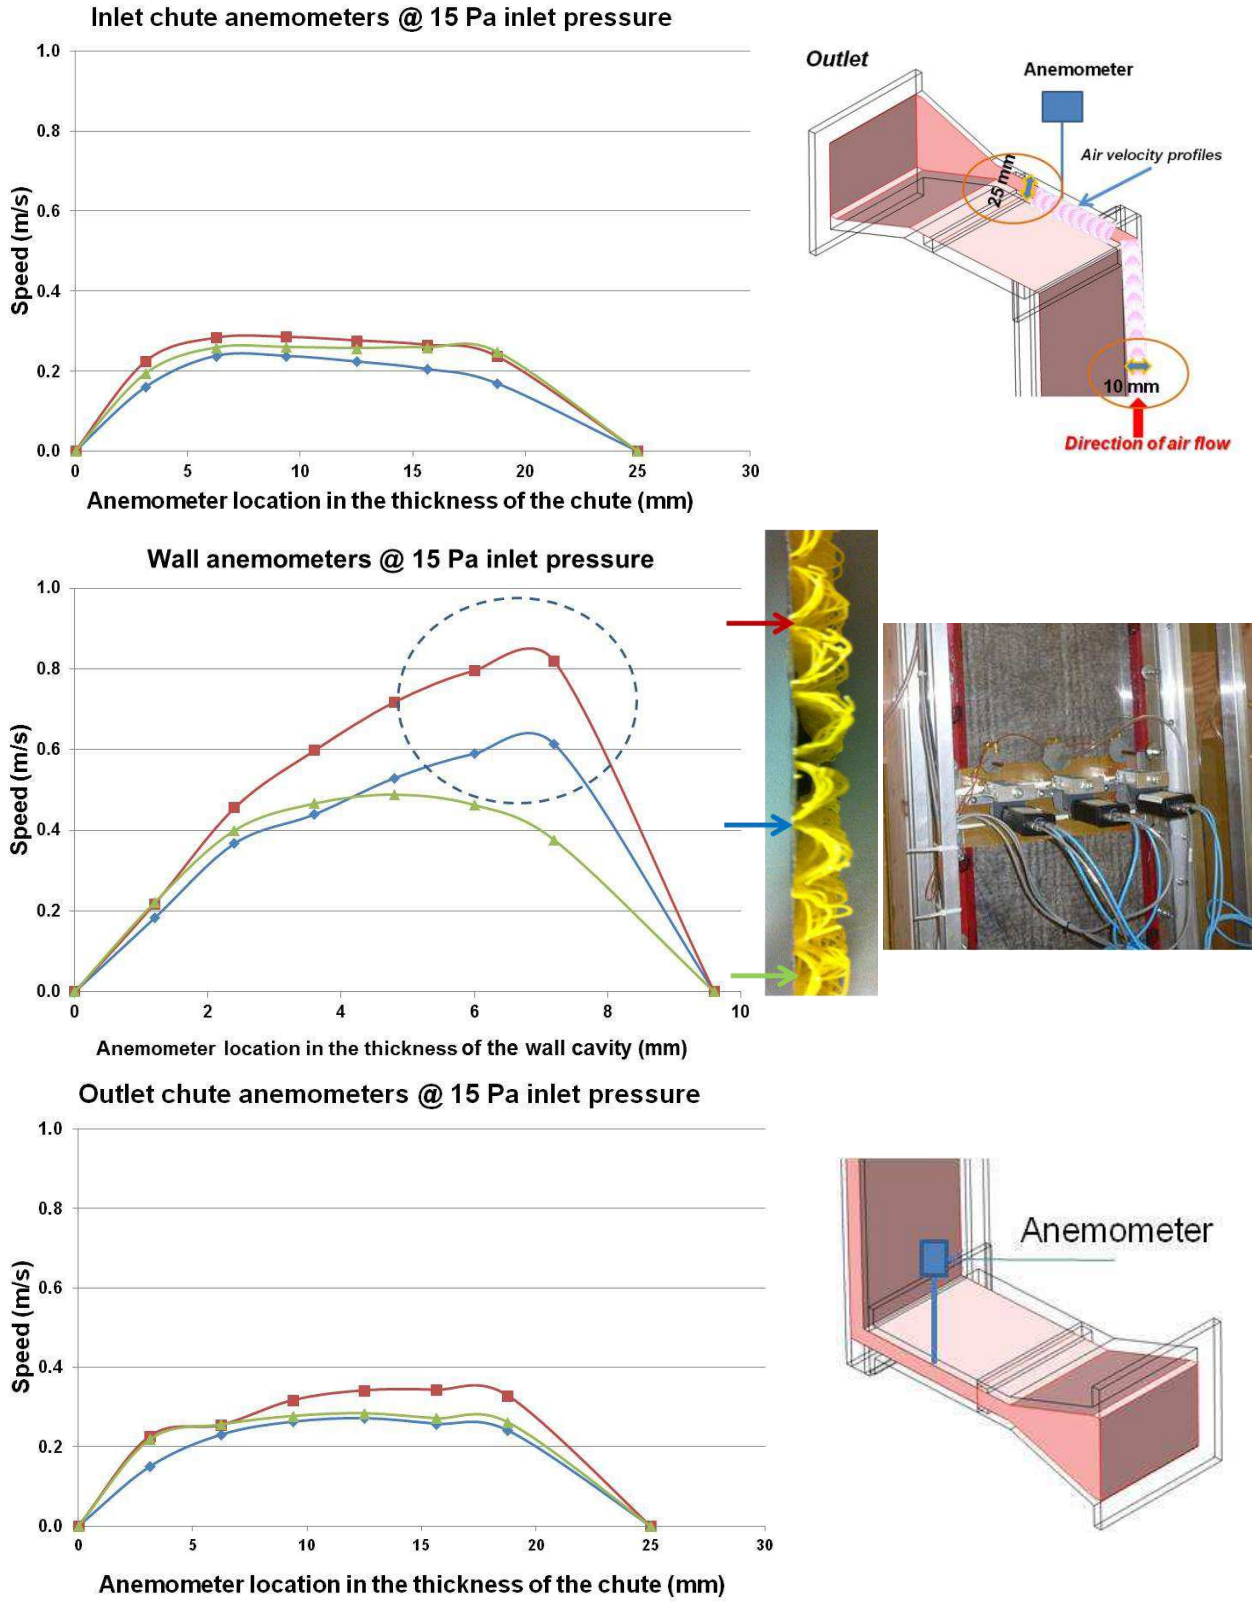 Inlet chute anemometers @ 15 Pa inlet pressure
1.0
0.8
0.6
0.4
0.2
0.0
Speed (m/s)
0 5 10 15 20 25 30
Anemometer location in the thickness of the chute (mm)
Outlet
Anemometer
Air velocity profiles
25 mm
10 mm
Direction of air flow
Wall anemometers @ 15 Pa inlet pressure
1.0
0.8
0.6
0.4
0.2
0.0
Speed (m/s)
0 2 4 6 8 10
Anemometer location in the thickness of the wall cavity (mm)
Outlet chute anemometers @ 15 Pa inlet pressure
1.0
0.8
0.6
0.4
0.2
0.0
Speed (m/s)
0 5 10 15 20 25 30
Anemometer location in the thickness of the chute (mm)
Anemometer